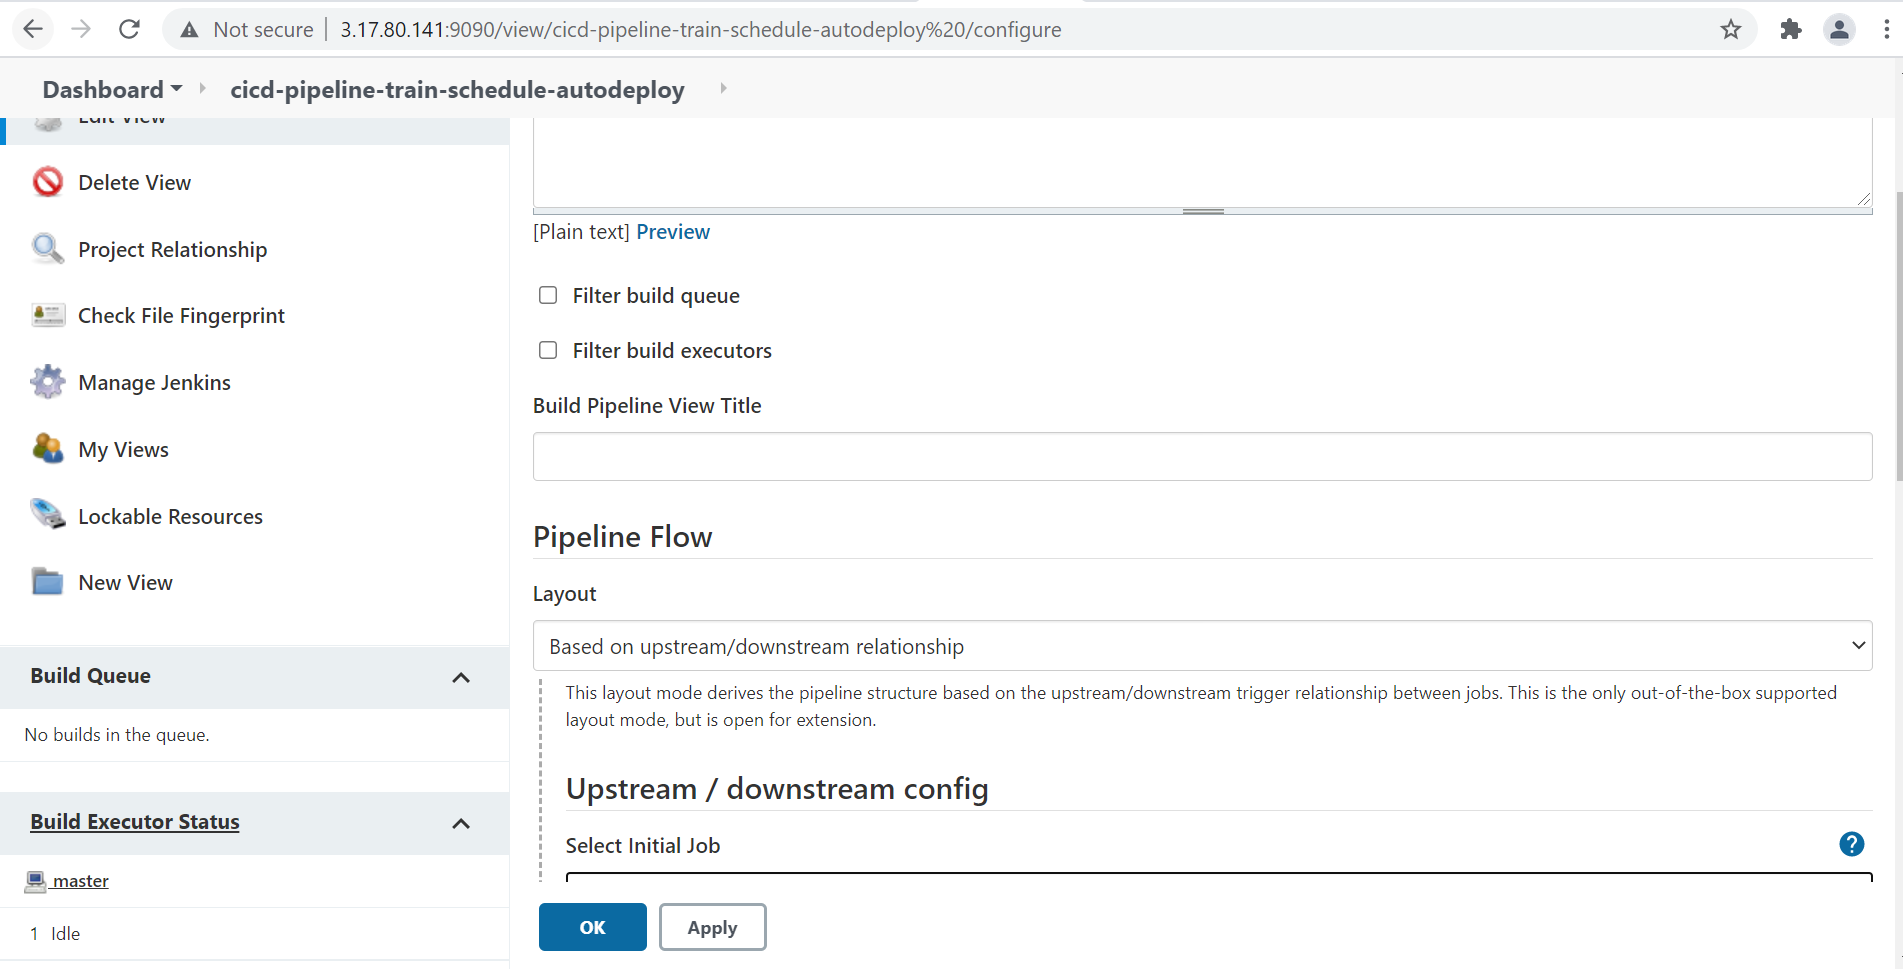 Not secure | 3.17.80.141:9090/view/cicd-pipeline-train-schedule-autodeploy%20/configure
Dashboard
cicd-pipeline-train-schedule-autodeploy
Edit View
Delete View
Project Relationship
Check File Fingerprint
Manage Jenkins
My Views
Lockable Resources
New View
Build Queue
No builds in the queue.
Build Executor Status
master
1 Idle
[Plain text] Preview
Filter build queue
Filter build executors
Build Pipeline View Title
Pipeline Flow
Layout
Based on upstream/downstream relationship
This layout mode derives the pipeline structure based on the upstream/downstream trigger relationship between jobs. This is the only out-of-the-box supported
layout mode, but is open for extension.
Upstream / downstream config
Select Initial Job
?
OK
Apply